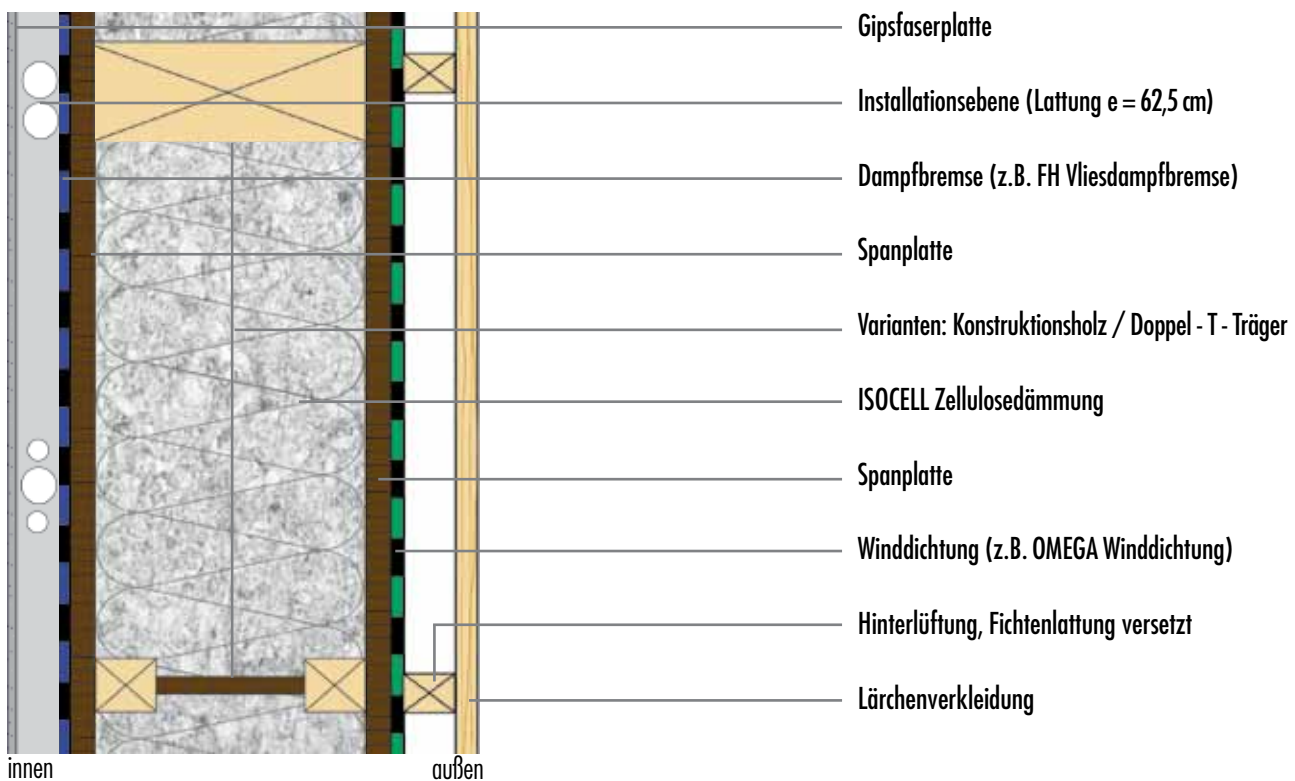 Gipsfaserplatte
Installationsebene (Lattung e = 62,5 cm)
Dampfbremse (z.B. FH Vliesdampfbremse)
Spanplatte
Varianten: Konstruktionsholz / Doppel - T - Träger
ISOCELL Zellulosedämmung
Spanplatte
Winddichtung (z.B. OMEGA Winddichtung)
Hinterlüftung, Fichtenlattung versetzt
Lärchenverkleidung
innen
außen